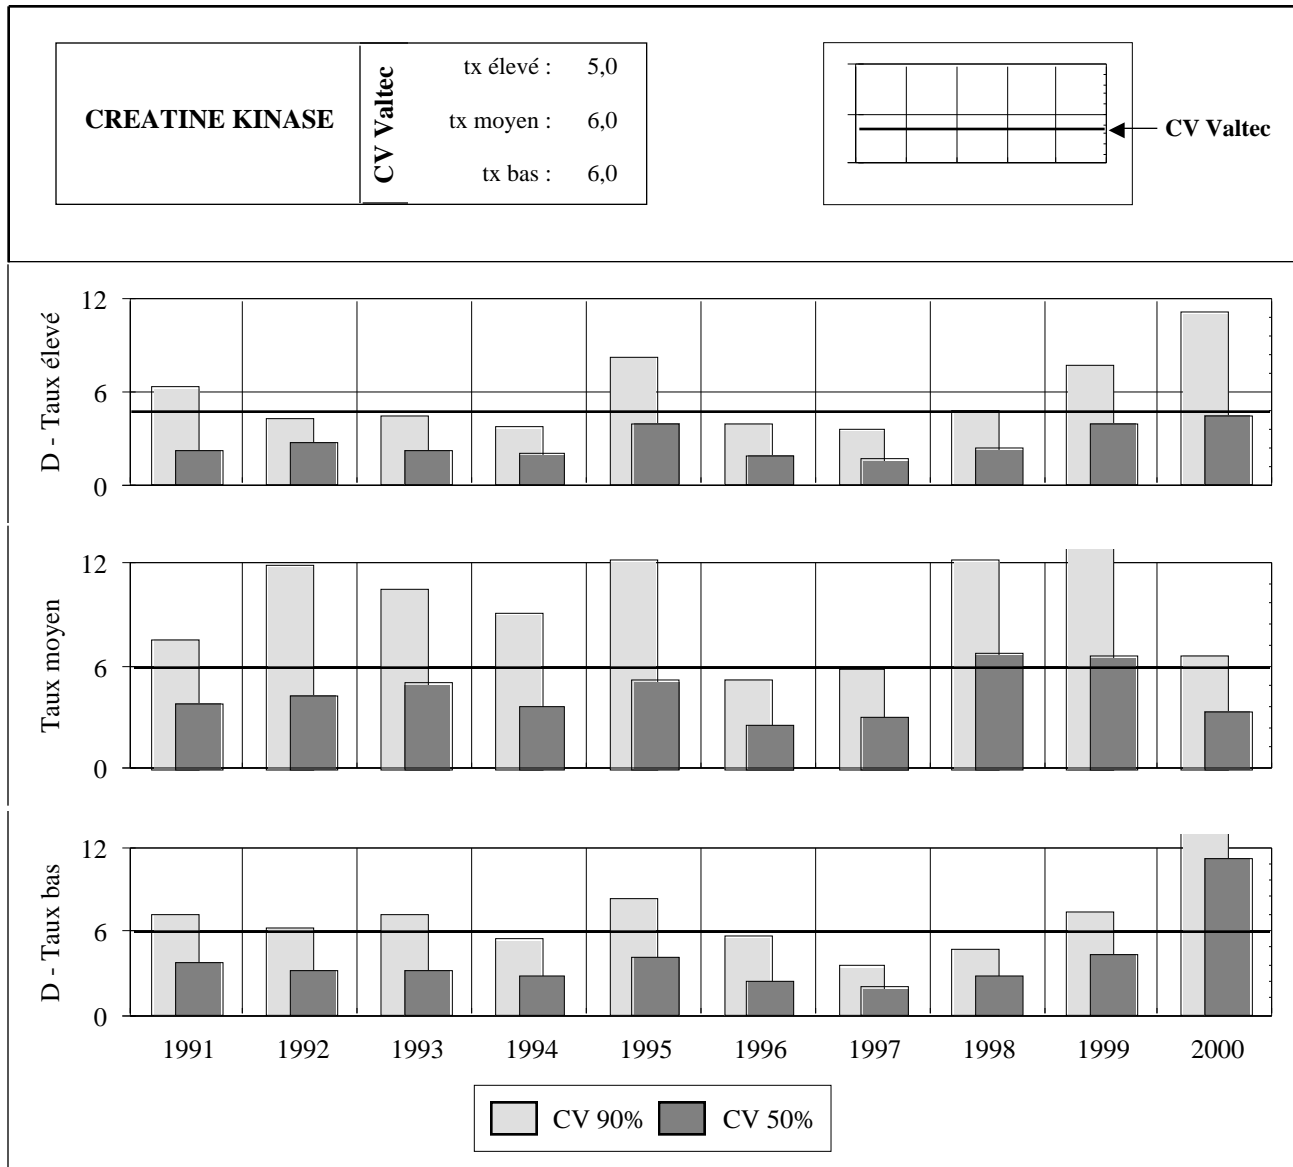 CREATINE KINASE
CV Valtec
tx élevé : 5,0
tx moyen : 6,0
tx bas : 6,0
CV Valtec
D - Taux élevé
12
6
0
Taux moyen
12
6
0
D - Taux bas
12
6
0
1991 1992 1993 1994 1995 1996 1997 1998 1999 2000
CV 90% CV 50%